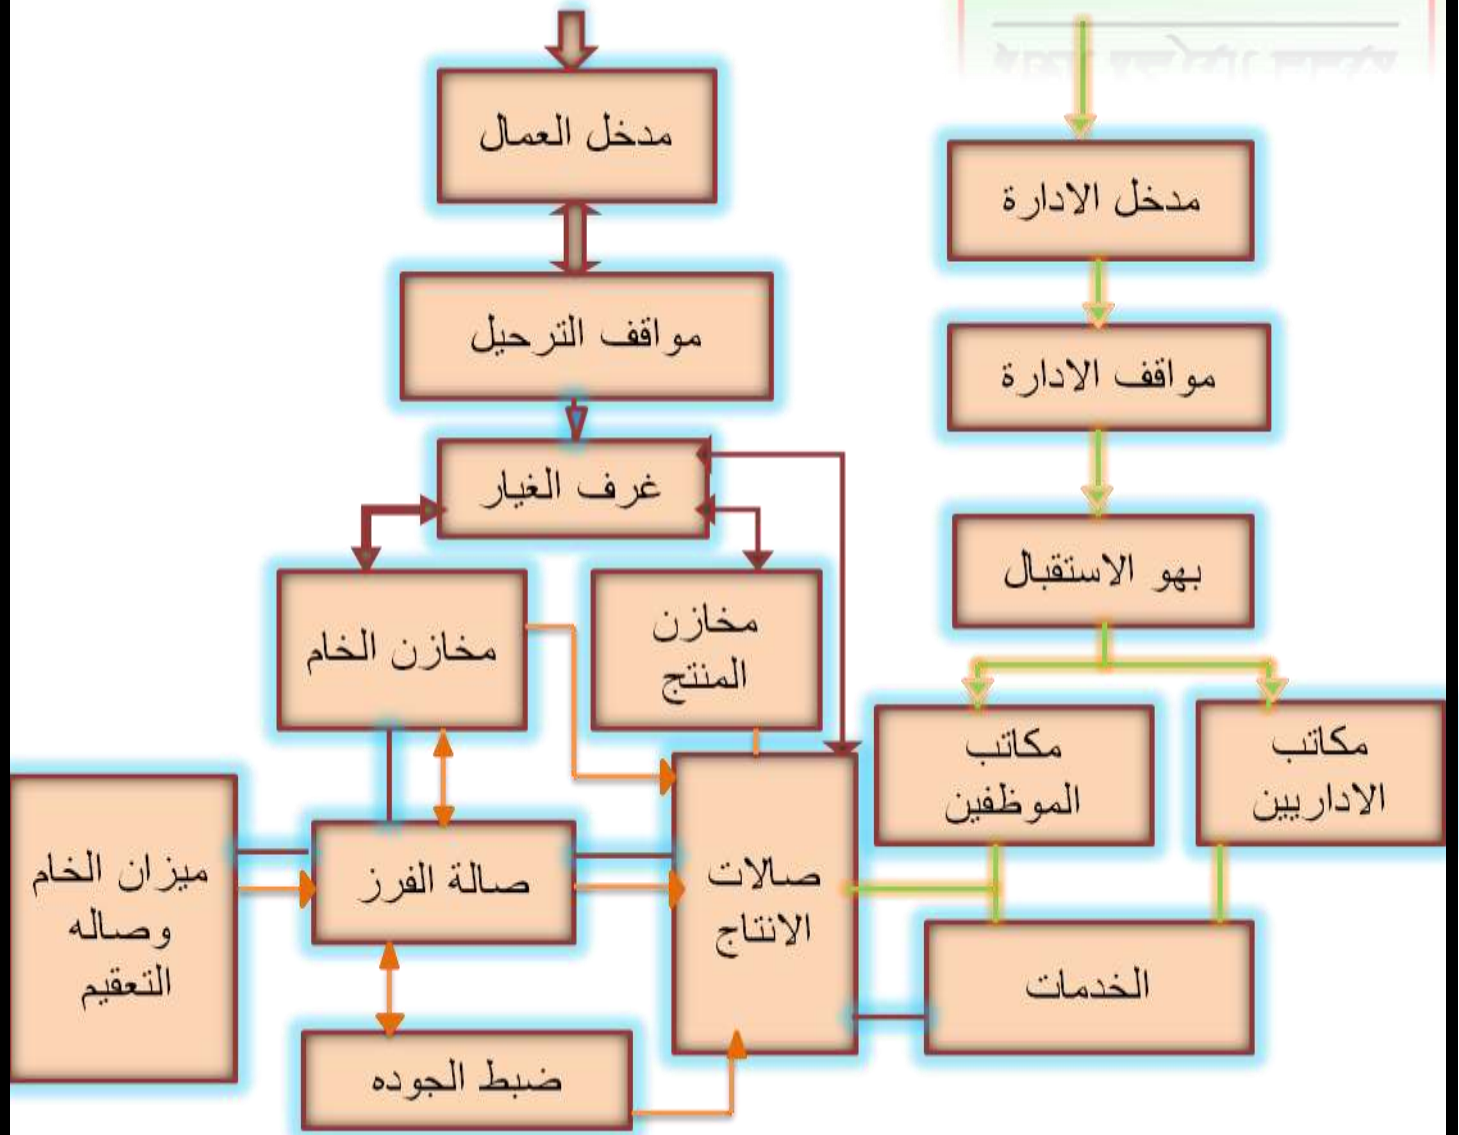 مدخل العمال
مدخل الادارة
مواقف الترحيل
مواقف الادارة
غرف الغيار
بهو الاستقبال
مخازن الخام
مخازن
المنتج
مكاتب
الموظفين
مكاتب
الاداريين
ميزان الخام
وصاله
التعقيم
صالة الفرز
صالات
الانتاج
الخدمات
ضبط الجوده